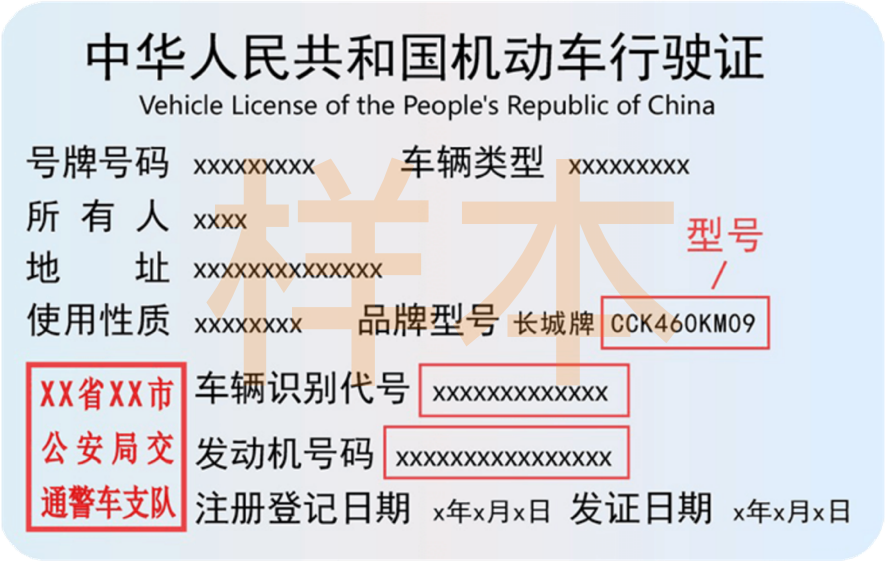 中华人民共和国机动车行驶证
Vehicle License of the People's Republic of China
号牌号码 xxxxxxxxx 车辆类型 xxxxxxxxx
所有人 xxxx
地址 xxxxxxxxxxxxxx
型号
使用性质 xxxxxxxx 品牌型号 长城牌 CCK460KM09
样本
车辆识别代号 xxxxxxxxxxxxx
发动机号码 xxxxxxxxxxxxxxxx
注册登记日期 x年x月x日 发证日期 x年x月x日
XX省XX市
公安局交
通警车支队